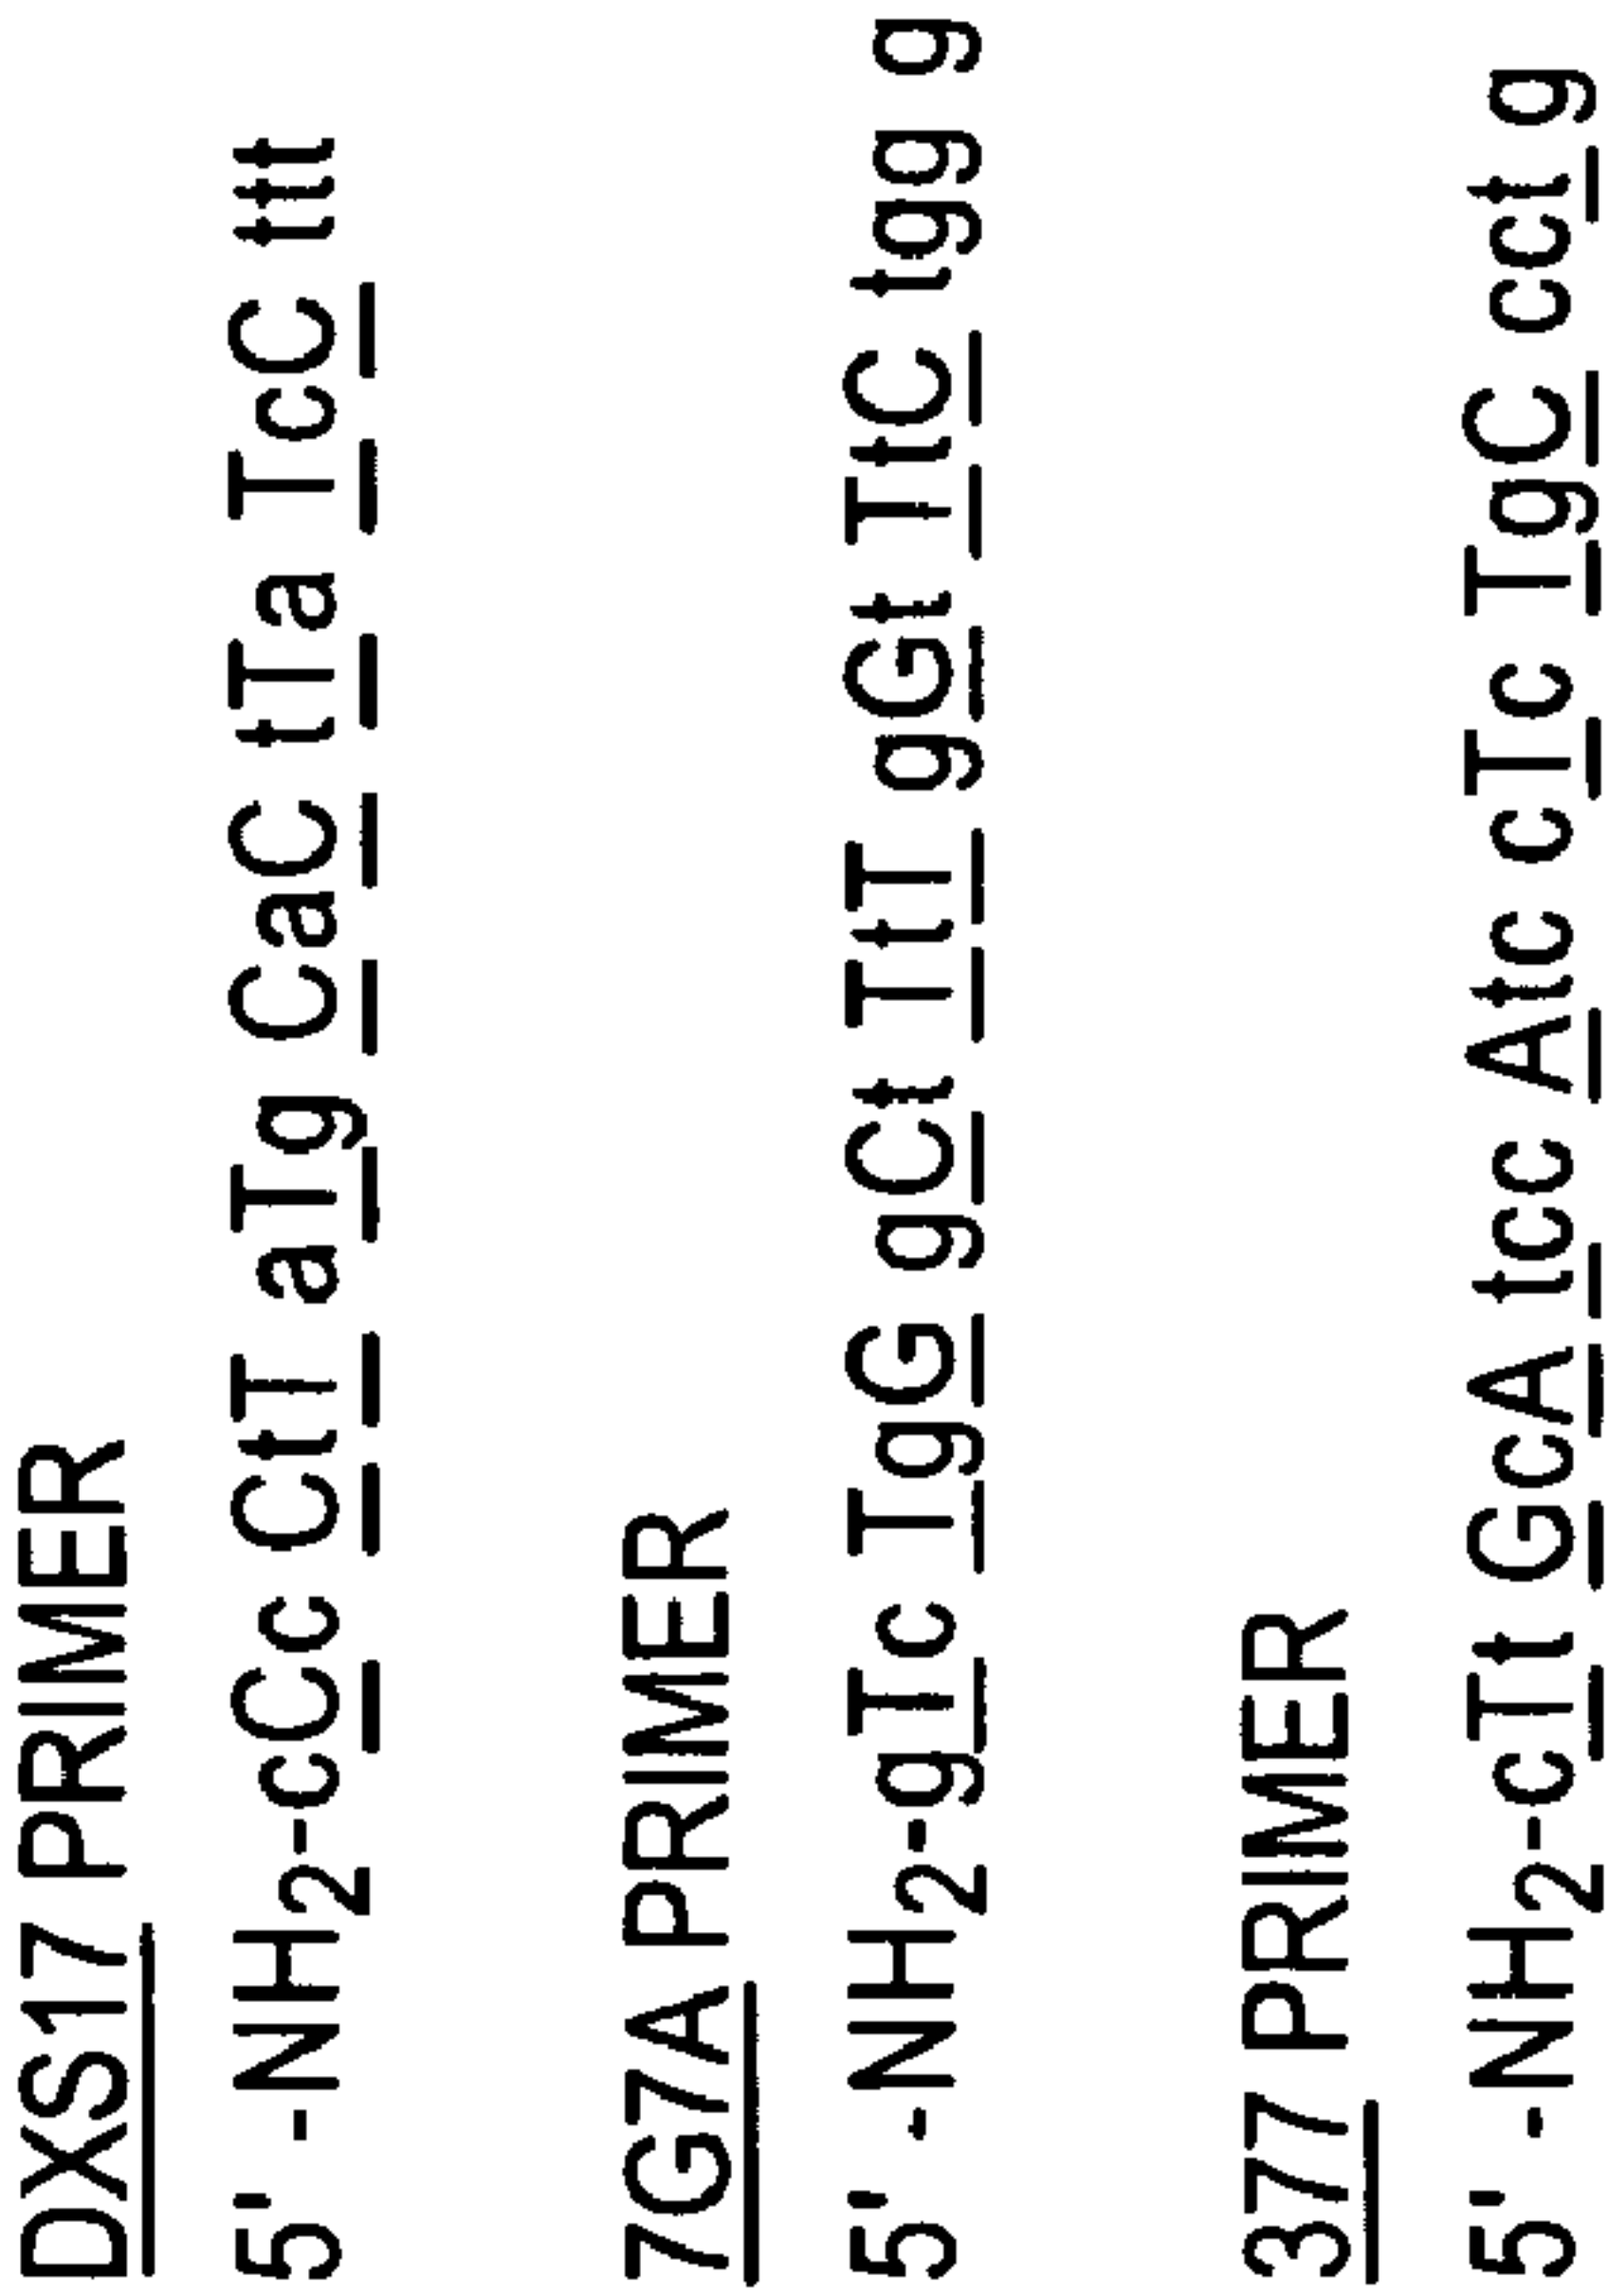 DXS17 PRIMER
5' -NH2-cCc CtT aTg CaC tTa TcC ttt
7G7A PRIMER
5' -NH2-gTc TgG gCt TtT gGt TtC tgg g
377 PRIMER
5' -NH2-cTt GcA tcc Atc cTc TgC cct g